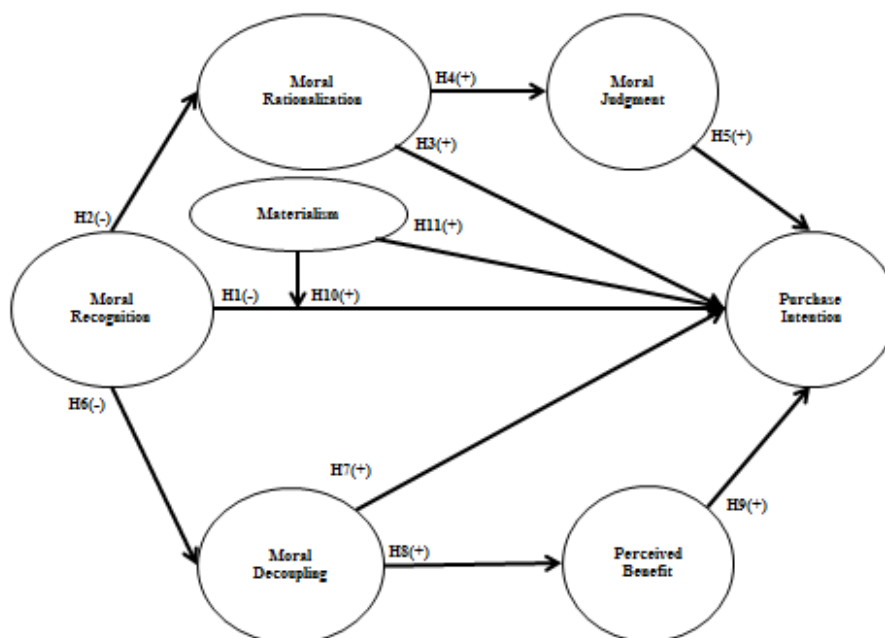 Moral
Rationalization
H4(+)
Moral
Judgment
H3(+)
H5(+)
H2(-)
Materialism
H11(+)
Moral
Recognition
H1(-)
H10(+)
Purchase
Intention
H6(-)
H7(+)
H9(+)
Moral
Decoupling
H8(+)
Perceived
Benefit